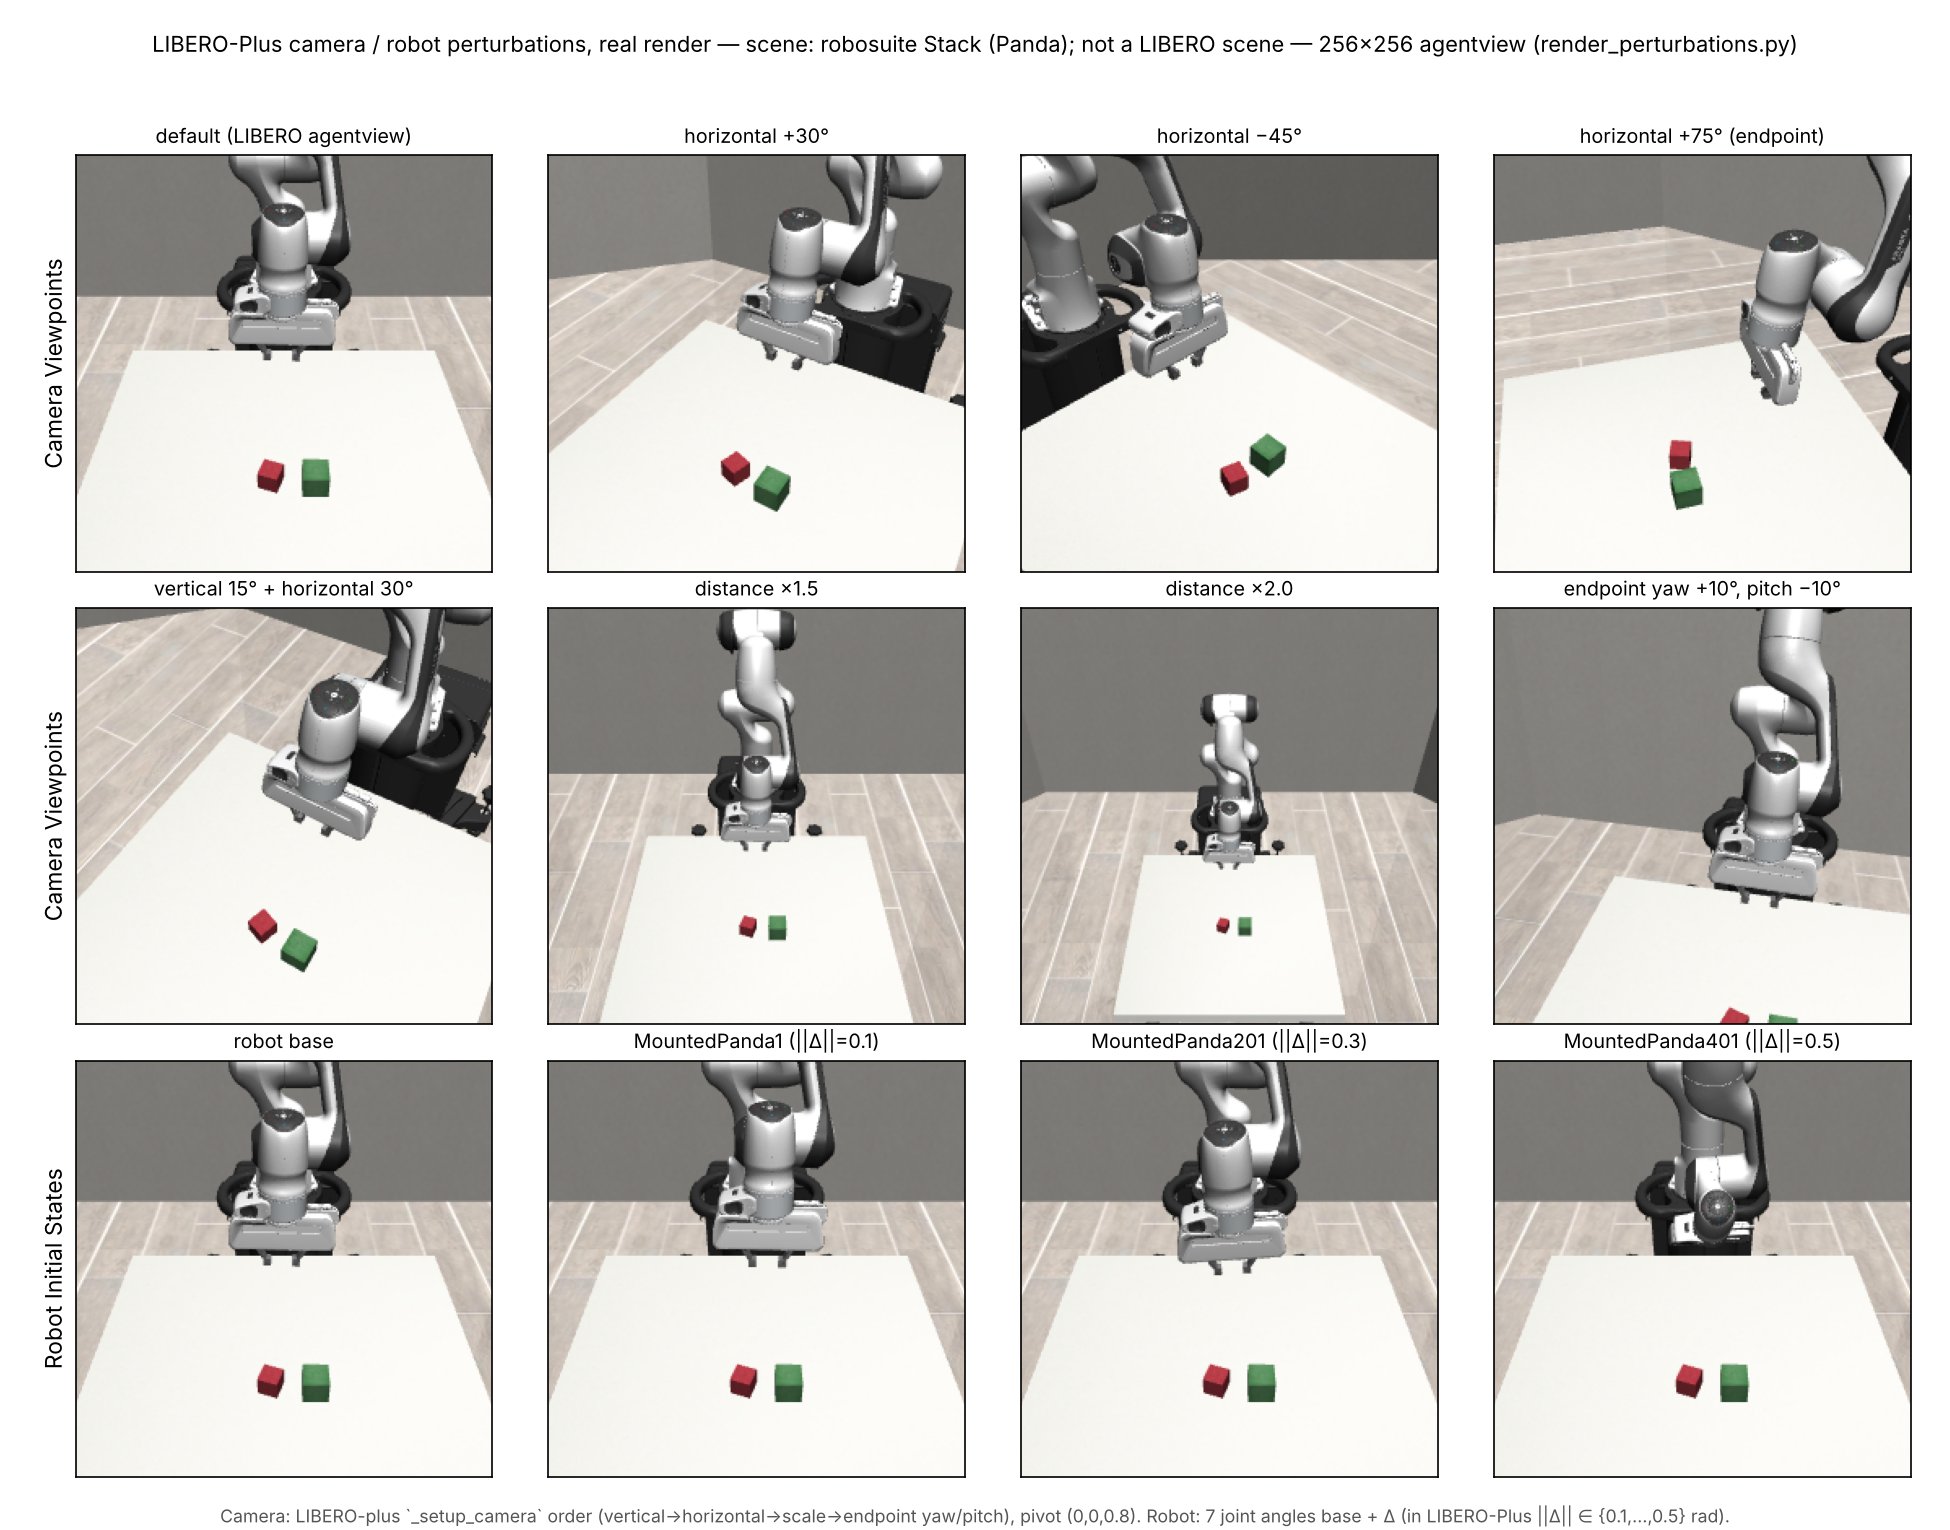 LIBERO-Plus camera / robot perturbations, real render — scene: robosuite Stack (Panda); not a LIBERO scene — 256×256 agentview (render_perturbations.py)
default (LIBERO agentview)
horizontal +30°
horizontal −45°
horizontal +75° (endpoint)
Camera Viewpoints
vertical 15° + horizontal 30°
distance ×1.5
distance ×2.0
endpoint yaw +10°, pitch −10°
Camera Viewpoints
robot base
MountedPanda1 (||Δ||=0.1)
MountedPanda201 (||Δ||=0.3)
MountedPanda401 (||Δ||=0.5)
Robot Initial States
Camera: LIBERO-plus `_setup_camera` order (vertical→horizontal→scale→endpoint yaw/pitch), pivot (0,0,0.8). Robot: 7 joint angles base + Δ (in LIBERO-Plus ||Δ|| ∈ {0.1,…,0.5} rad).